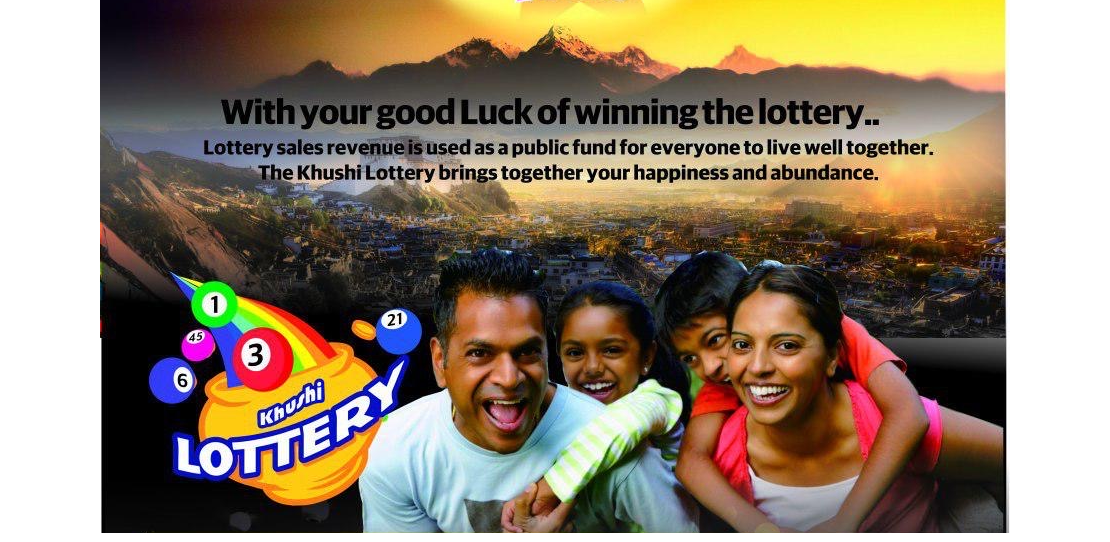 With your good Luck of winning the lottery..
Lottery sales revenue is used as a public fund for everyone to live well together.
The Khushi Lottery brings together your happiness and abundance.
1
21
45
3
6
Khushi
LOTTERY